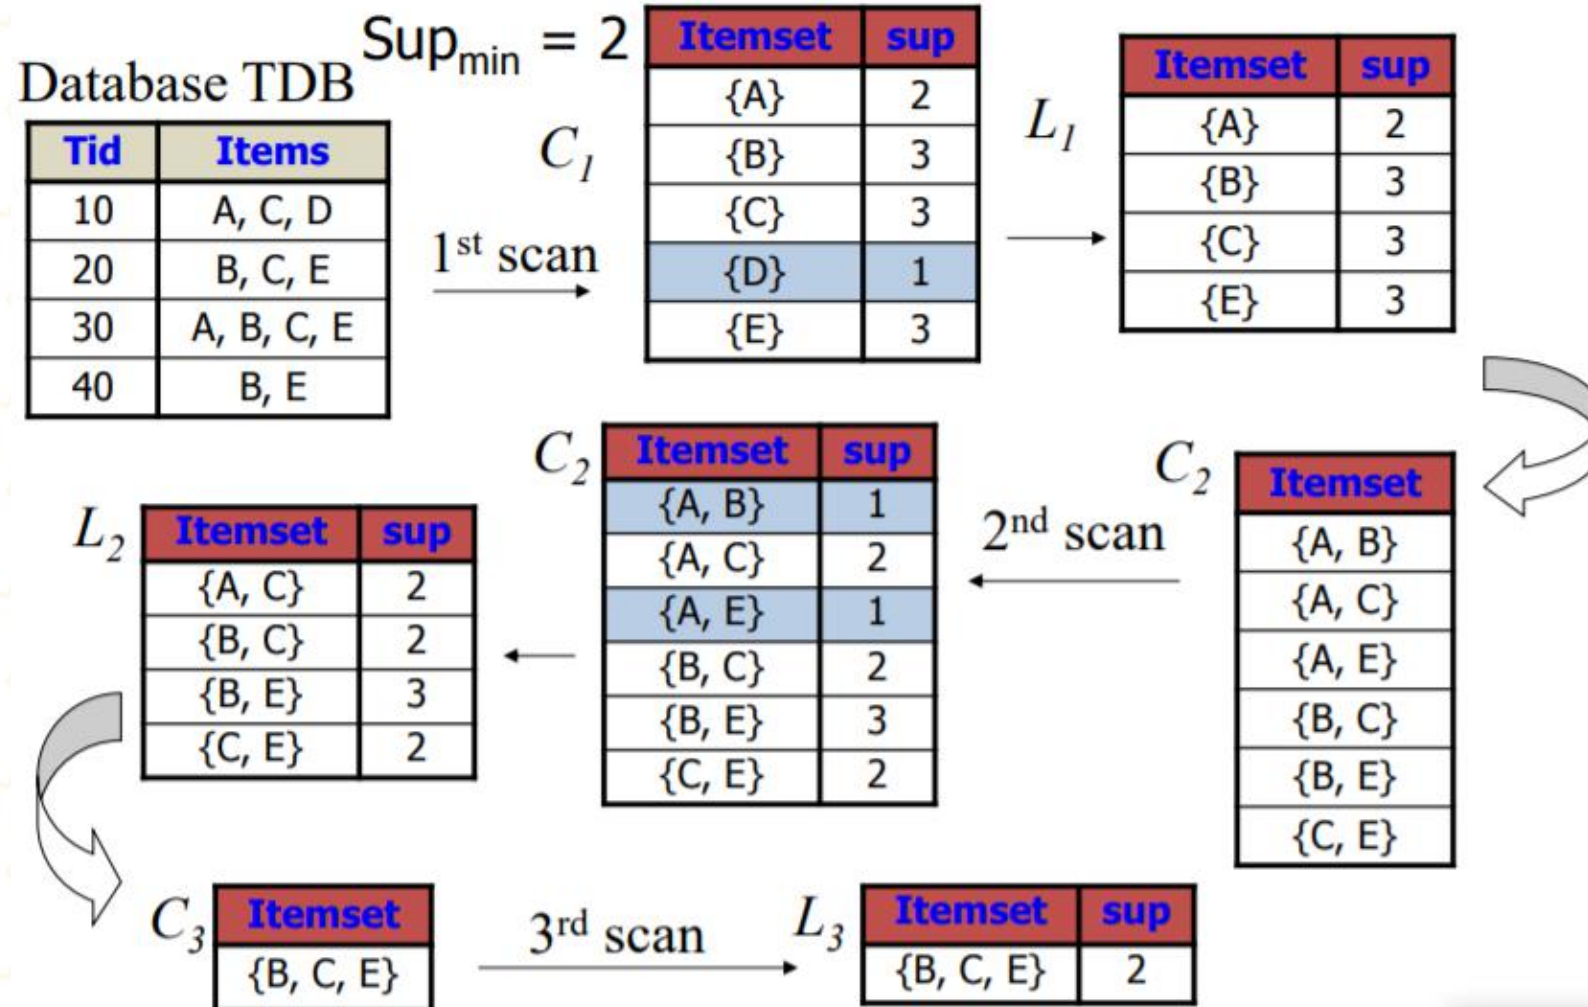 Sup_min = 2
Database TDB
Tid Items
10 A, C, D
20 B, C, E
30 A, B, C, E
40 B, E
1st scan
C1
Itemset sup
{A} 2
{B} 3
{C} 3
{D} 1
{E} 3
L1
Itemset sup
{A} 2
{B} 3
{C} 3
{E} 3
C2
Itemset
{A, B}
{A, C}
{A, E}
{B, C}
{B, E}
{C, E}
2nd scan
C2
Itemset sup
{A, B} 1
{A, C} 2
{A, E} 1
{B, C} 2
{B, E} 3
{C, E} 2
L2
Itemset sup
{A, C} 2
{B, C} 2
{B, E} 3
{C, E} 2
C3
Itemset
{B, C, E}
3rd scan
L3
Itemset sup
{B, C, E} 2